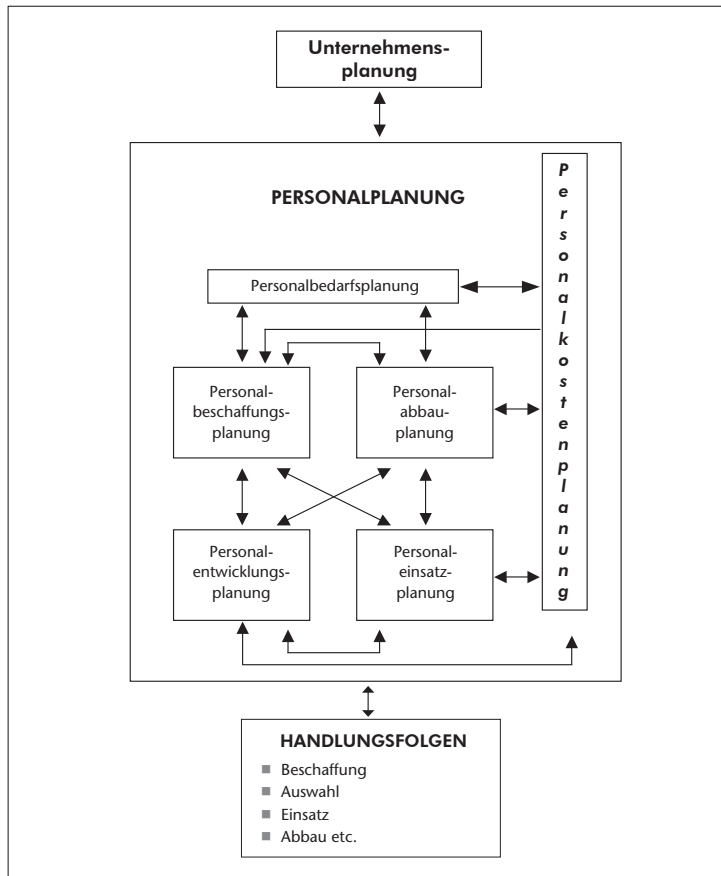 Unternehmens-
planung
PERSONALPLANUNG
Personalkostenplanung
Personalbedarfsplanung
Personal-
beschaffungs-
planung
Personal-
abbau-
planung
Personal-
entwicklungs-
planung
Personal-
einsatz-
planung
HANDLUNGSFOLGEN
Beschaffung
Auswahl
Einsatz
Abbau etc.